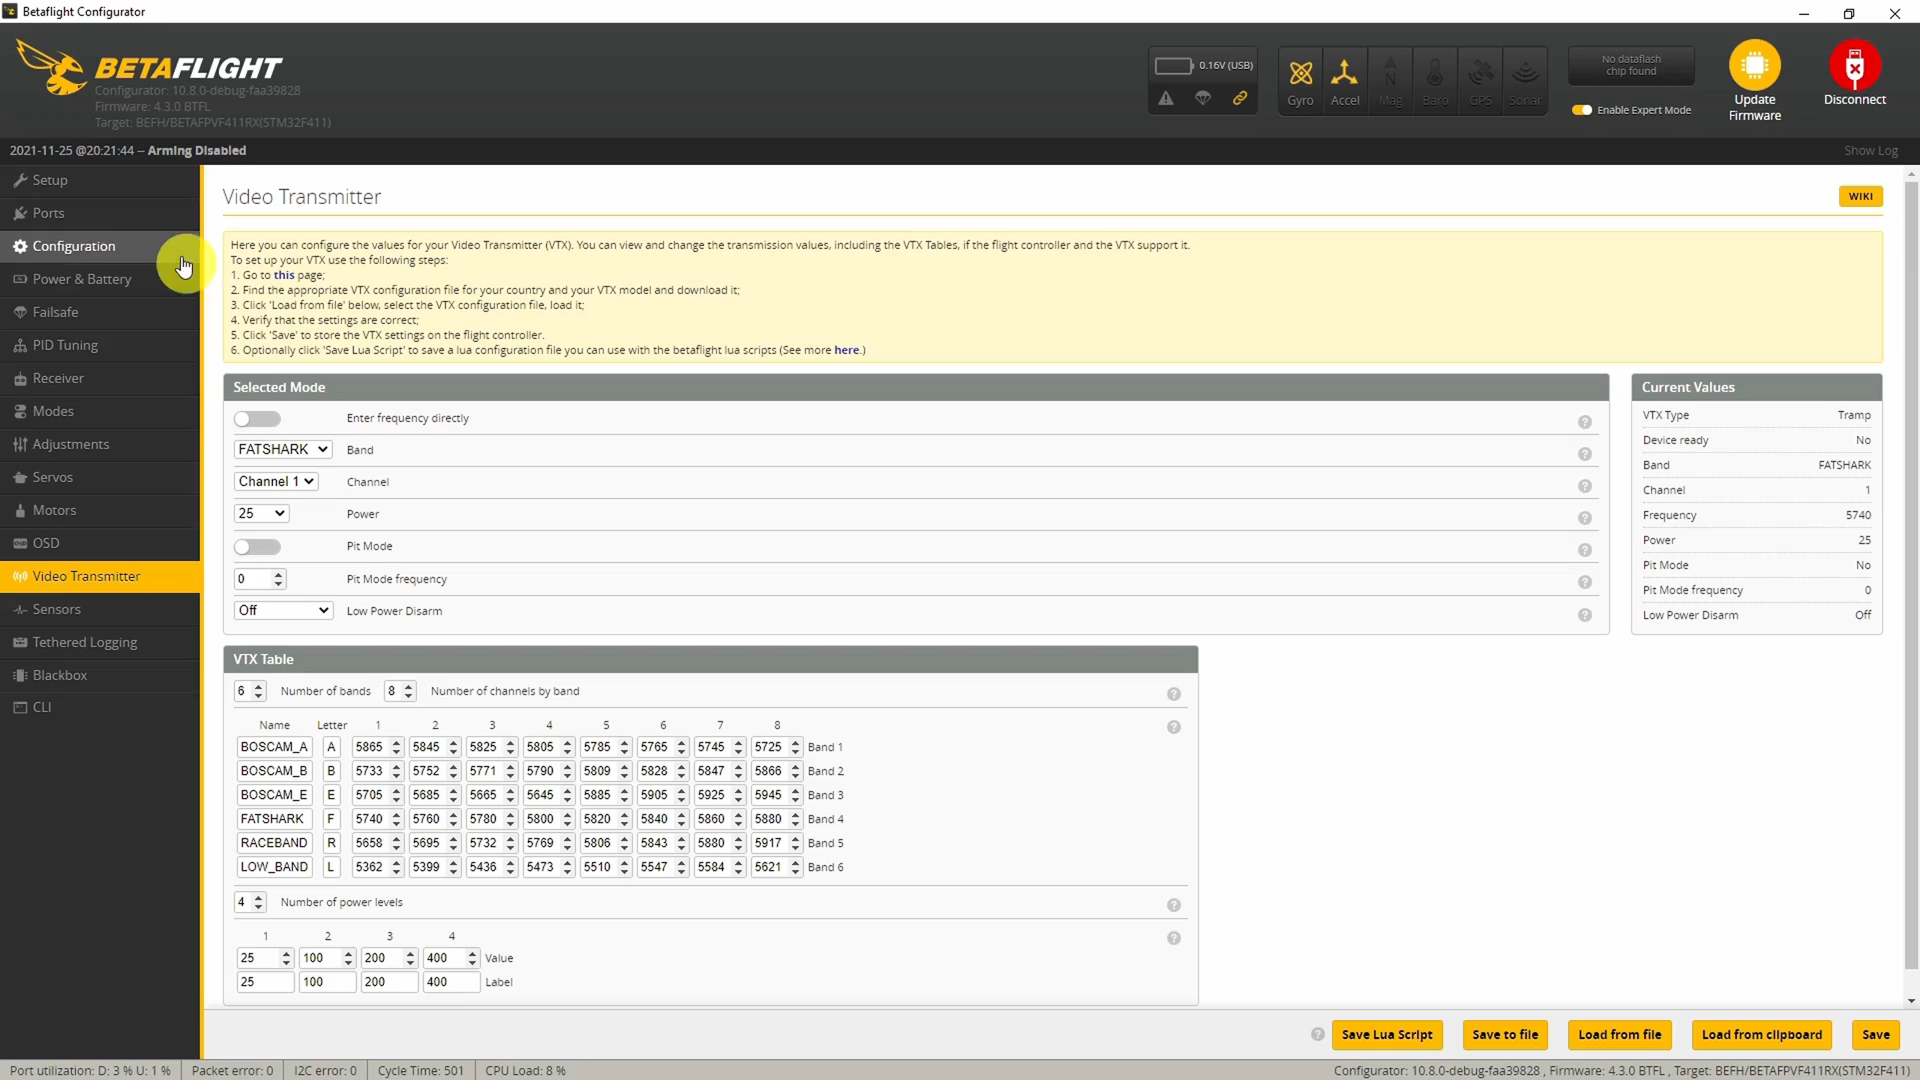 Betaflight Configurator
BETAFLIGHT
Configurator: 10.8.0-debug-faa39828
Firmware: 4.3.0 BTFL
Target: BEFH/BETAFPVF411RX(STM32F411)
0.16V (USB)
Gyro Accel Mag Baro GPS Sonar
No dataflash
chip found
Enable Expert Mode
Update
Firmware
Disconnect
2021-11-25 @20:21:44 -- Arming Disabled
Show Log
Setup
Ports
Configuration
Power & Battery
Failsafe
PID Tuning
Receiver
Modes
Adjustments
Servos
Motors
OSD
Video Transmitter
Sensors
Tethered Logging
Blackbox
CLI
Video Transmitter
WIKI
Here you can configure the values for your Video Transmitter (VTX). You can view and change the transmission values, including the VTX Tables, if the flight controller and the VTX support it.
To set up your VTX use the following steps:
1. Go to this page;
2. Find the appropriate VTX configuration file for your country and your VTX model and download it;
3. Click 'Load from file' below, select the VTX configuration file, load it;
4. Verify that the settings are correct;
5. Click 'Save' to store the VTX settings on the flight controller.
6. Optionally click 'Save Lua Script' to save a lua configuration file you can use with the betaflight lua scripts (See more here.)
Selected Mode
Enter frequency directly ?
FATSHARK Band ?
Channel 1 Channel ?
25 Power ?
Pit Mode ?
0 Pit Mode frequency ?
Off Low Power Disarm ?
Current Values
VTX Type Tramp
Device ready No
Band FATSHARK
Channel 1
Frequency 5740
Power 25
Pit Mode No
Pit Mode frequency 0
Low Power Disarm Off
VTX Table
6 Number of bands 8 Number of channels by band ?
Name Letter 1 2 3 4 5 6 7 8 ?
BOSCAM_A A 5865 5845 5825 5805 5785 5765 5745 5725 Band 1
BOSCAM_B B 5733 5752 5771 5790 5809 5828 5847 5866 Band 2
BOSCAM_E E 5705 5685 5665 5645 5885 5905 5925 5945 Band 3
FATSHARK F 5740 5760 5780 5800 5820 5840 5860 5880 Band 4
RACEBAND R 5658 5695 5732 5769 5806 5843 5880 5917 Band 5
LOW_BAND L 5362 5399 5436 5473 5510 5547 5584 5621 Band 6
4 Number of power levels ?
1 2 3 4 ?
25 100 200 400 Value
25 100 200 400 Label
? Save Lua Script Save to file Load from file Load from clipboard Save
Port utilization: D: 3 % U: 1 % Packet error: 0 I2C error: 0 Cycle Time: 501 CPU Load: 8 %
Configurator: 10.8.0-debug-faa39828 , Firmware: 4.3.0 BTFL , Target: BEFH/BETAFPVF411RX(STM32F411)